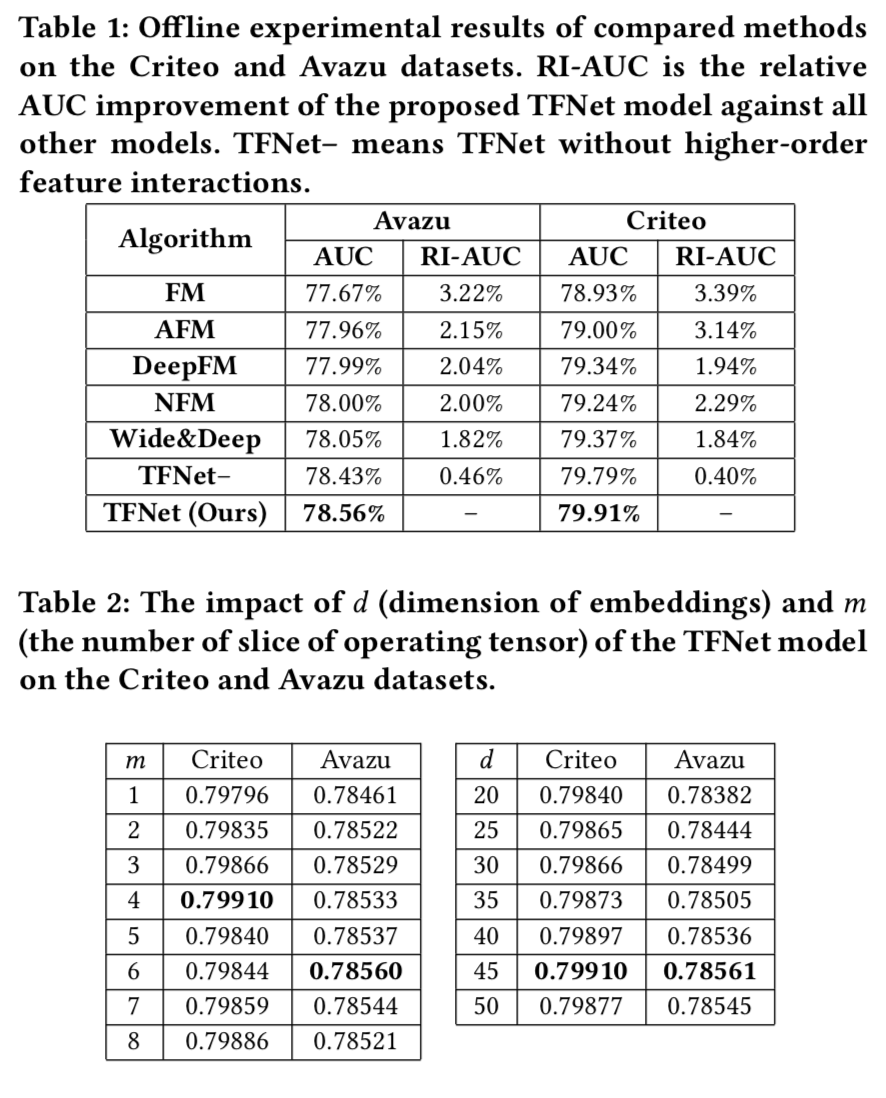 Table 1: Offline experimental results of compared methods
on the Criteo and Avazu datasets. RI-AUC is the relative
AUC improvement of the proposed TFNet model against all
other models. TFNet− means TFNet without higher-order
feature interactions.
Algorithm Avazu Criteo
AUC RI-AUC AUC RI-AUC
FM 77.67% 3.22% 78.93% 3.39%
AFM 77.96% 2.15% 79.00% 3.14%
DeepFM 77.99% 2.04% 79.34% 1.94%
NFM 78.00% 2.00% 79.24% 2.29%
Wide&Deep 78.05% 1.82% 79.37% 1.84%
TFNet− 78.43% 0.46% 79.79% 0.40%
TFNet (Ours) 78.56% – 79.91% –
Table 2: The impact of d (dimension of embeddings) and m
(the number of slice of operating tensor) of the TFNet model
on the Criteo and Avazu datasets.
m Criteo Avazu
1 0.79796 0.78461
2 0.79835 0.78522
3 0.79866 0.78529
4 0.79910 0.78533
5 0.79840 0.78537
6 0.79844 0.78560
7 0.79859 0.78544
8 0.79886 0.78521
d Criteo Avazu
20 0.79840 0.78382
25 0.79865 0.78444
30 0.79866 0.78499
35 0.79873 0.78505
40 0.79897 0.78536
45 0.79910 0.78561
50 0.79877 0.78545